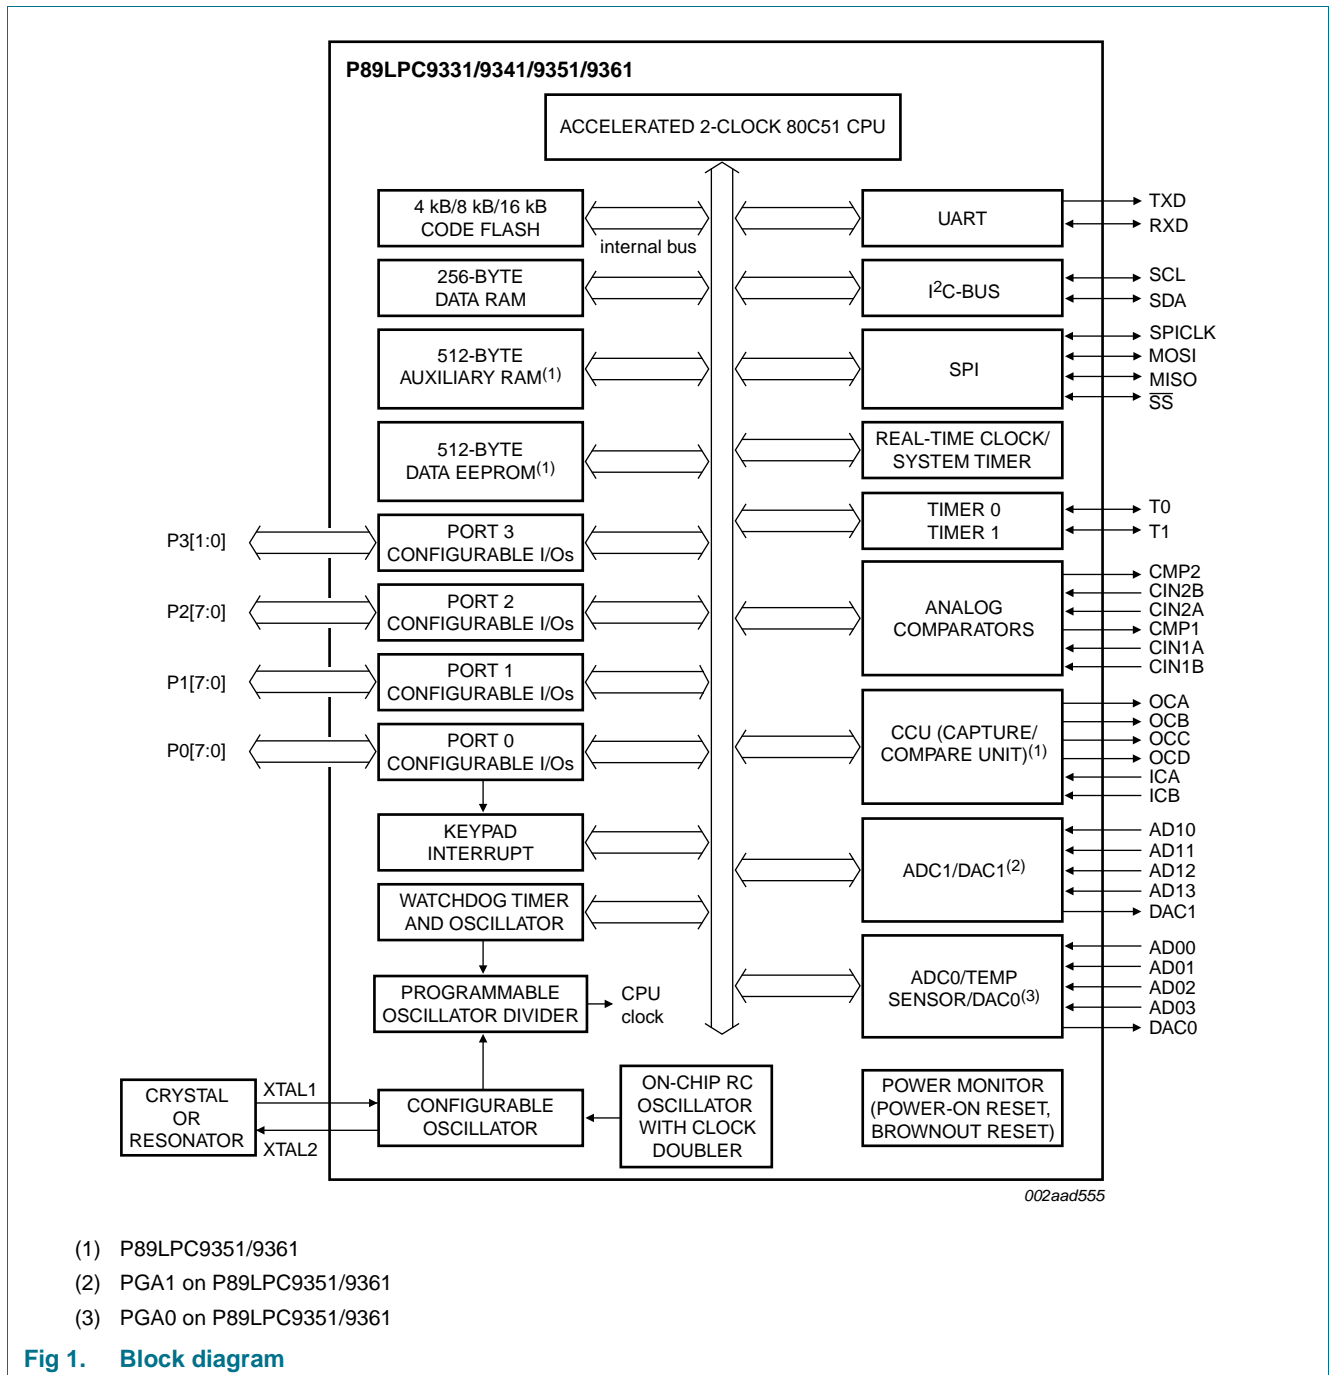 P89LPC9331/9341/9351/9361
ACCELERATED 2-CLOCK 80C51 CPU
4 kB/8 kB/16 kB
CODE FLASH
internal bus
256-BYTE
DATA RAM
512-BYTE
AUXILIARY RAM(1)
512-BYTE
DATA EEPROM(1)
P3[1:0]
PORT 3
CONFIGURABLE I/Os
P2[7:0]
PORT 2
CONFIGURABLE I/Os
P1[7:0]
PORT 1
CONFIGURABLE I/Os
P0[7:0]
PORT 0
CONFIGURABLE I/Os
KEYPAD
INTERRUPT
WATCHDOG TIMER
AND OSCILLATOR
PROGRAMMABLE
OSCILLATOR DIVIDER
CPU
clock
CRYSTAL
OR
RESONATOR
XTAL1
XTAL2
CONFIGURABLE
OSCILLATOR
ON-CHIP RC
OSCILLATOR
WITH CLOCK
DOUBLER
UART
TXD
RXD
I2C-BUS
SCL
SDA
SPI
SPICLK
MOSI
MISO
SS
REAL-TIME CLOCK/
SYSTEM TIMER
TIMER 0
TIMER 1
T0
T1
ANALOG
COMPARATORS
CMP2
CIN2B
CIN2A
CMP1
CIN1A
CIN1B
CCU (CAPTURE/
COMPARE UNIT)(1)
OCA
OCB
OCC
OCD
ICA
ICB
ADC1/DAC1(2)
AD10
AD11
AD12
AD13
DAC1
ADC0/TEMP
SENSOR/DAC0(3)
AD00
AD01
AD02
AD03
DAC0
POWER MONITOR
(POWER-ON RESET,
BROWNOUT RESET)
002aad555
(1) P89LPC9351/9361
(2) PGA1 on P89LPC9351/9361
(3) PGA0 on P89LPC9351/9361
Fig 1. Block diagram